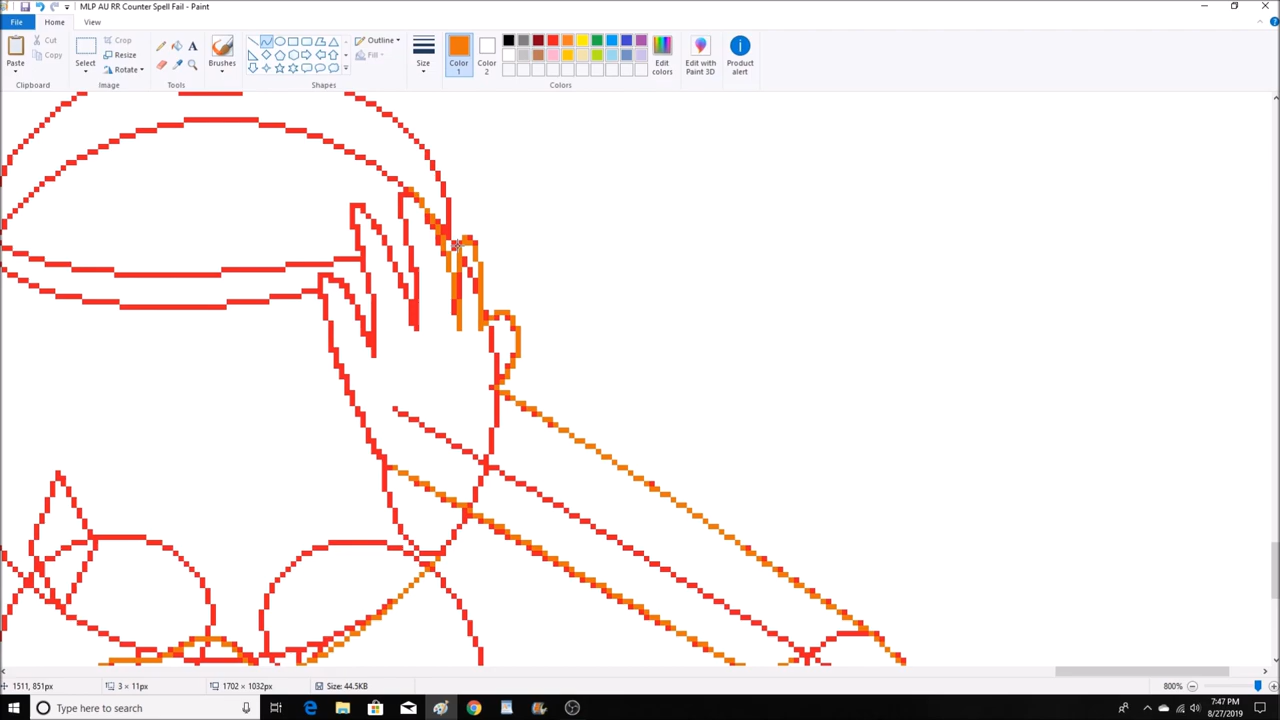 MLP AU RR Counter Spell Fail - Paint
File Home View
Paste Cut Copy
Clipboard
Select Crop Resize Rotate
Image
A
Tools
Brushes
Outline Fill
Shapes
Size
Color 1
Color 2
Edit colors
Edit with Paint 3D
Product alert
Colors
1511, 851px 3 × 11px 1702 × 1032px Size: 44.5KB 800%
Type here to search
7:47 PM
8/27/2019